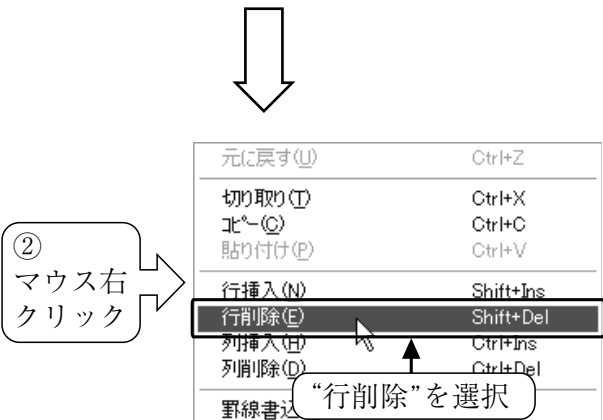 元に戻す(U) Ctrl+Z
切り取り(T) Ctrl+X
ｺﾋﾟｰ(C) Ctrl+C
貼り付け(P) Ctrl+V
②
マウス右
クリック
行挿入(N) Shift+Ins
行削除(E) Shift+Del
列挿入(H) Ctrl+Ins
列削除(D) Ctrl+Del
“行削除”を選択
罫線書込